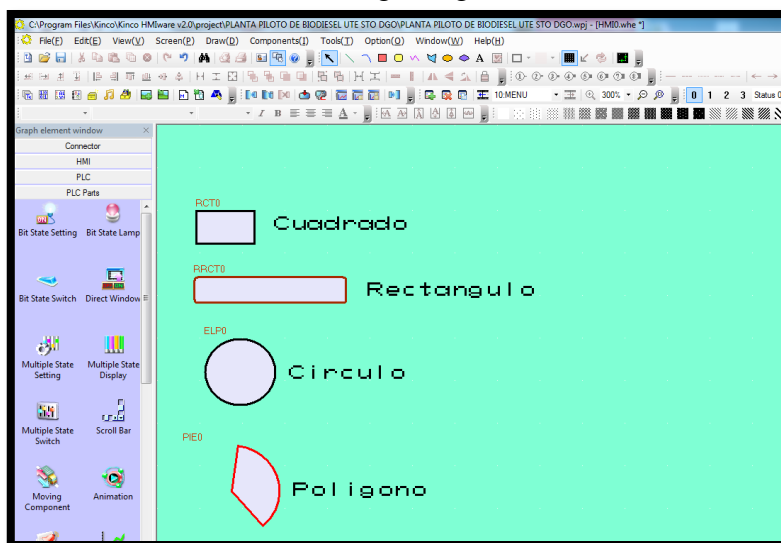 C:\Program Files\Kinco\Kinco HMIware v2.0\project\PLANTA PILOTO DE BIODIESEL UTE STO DGO\PLANTA PILOTO DE BIODIESEL UTE STO DGO.wpj - [HMI0.whe *]
File(F) Edit(E) View(V) Screen(P) Draw(D) Components(I) Tools(T) Option(O) Window(W) Help(H)
10:MENU 300% 0 1 2 3 Status 0
Graph element window
Connector
HMI
PLC
PLC Parts
Bit State Setting Bit State Lamp
Bit State Switch Direct Window
Multiple State Setting Multiple State Display
Multiple State Switch Scroll Bar
Moving Component Animation
RCT0
Cuadrado
RRCT0
Rectangulo
ELP0
Circulo
PIE0
Poligono